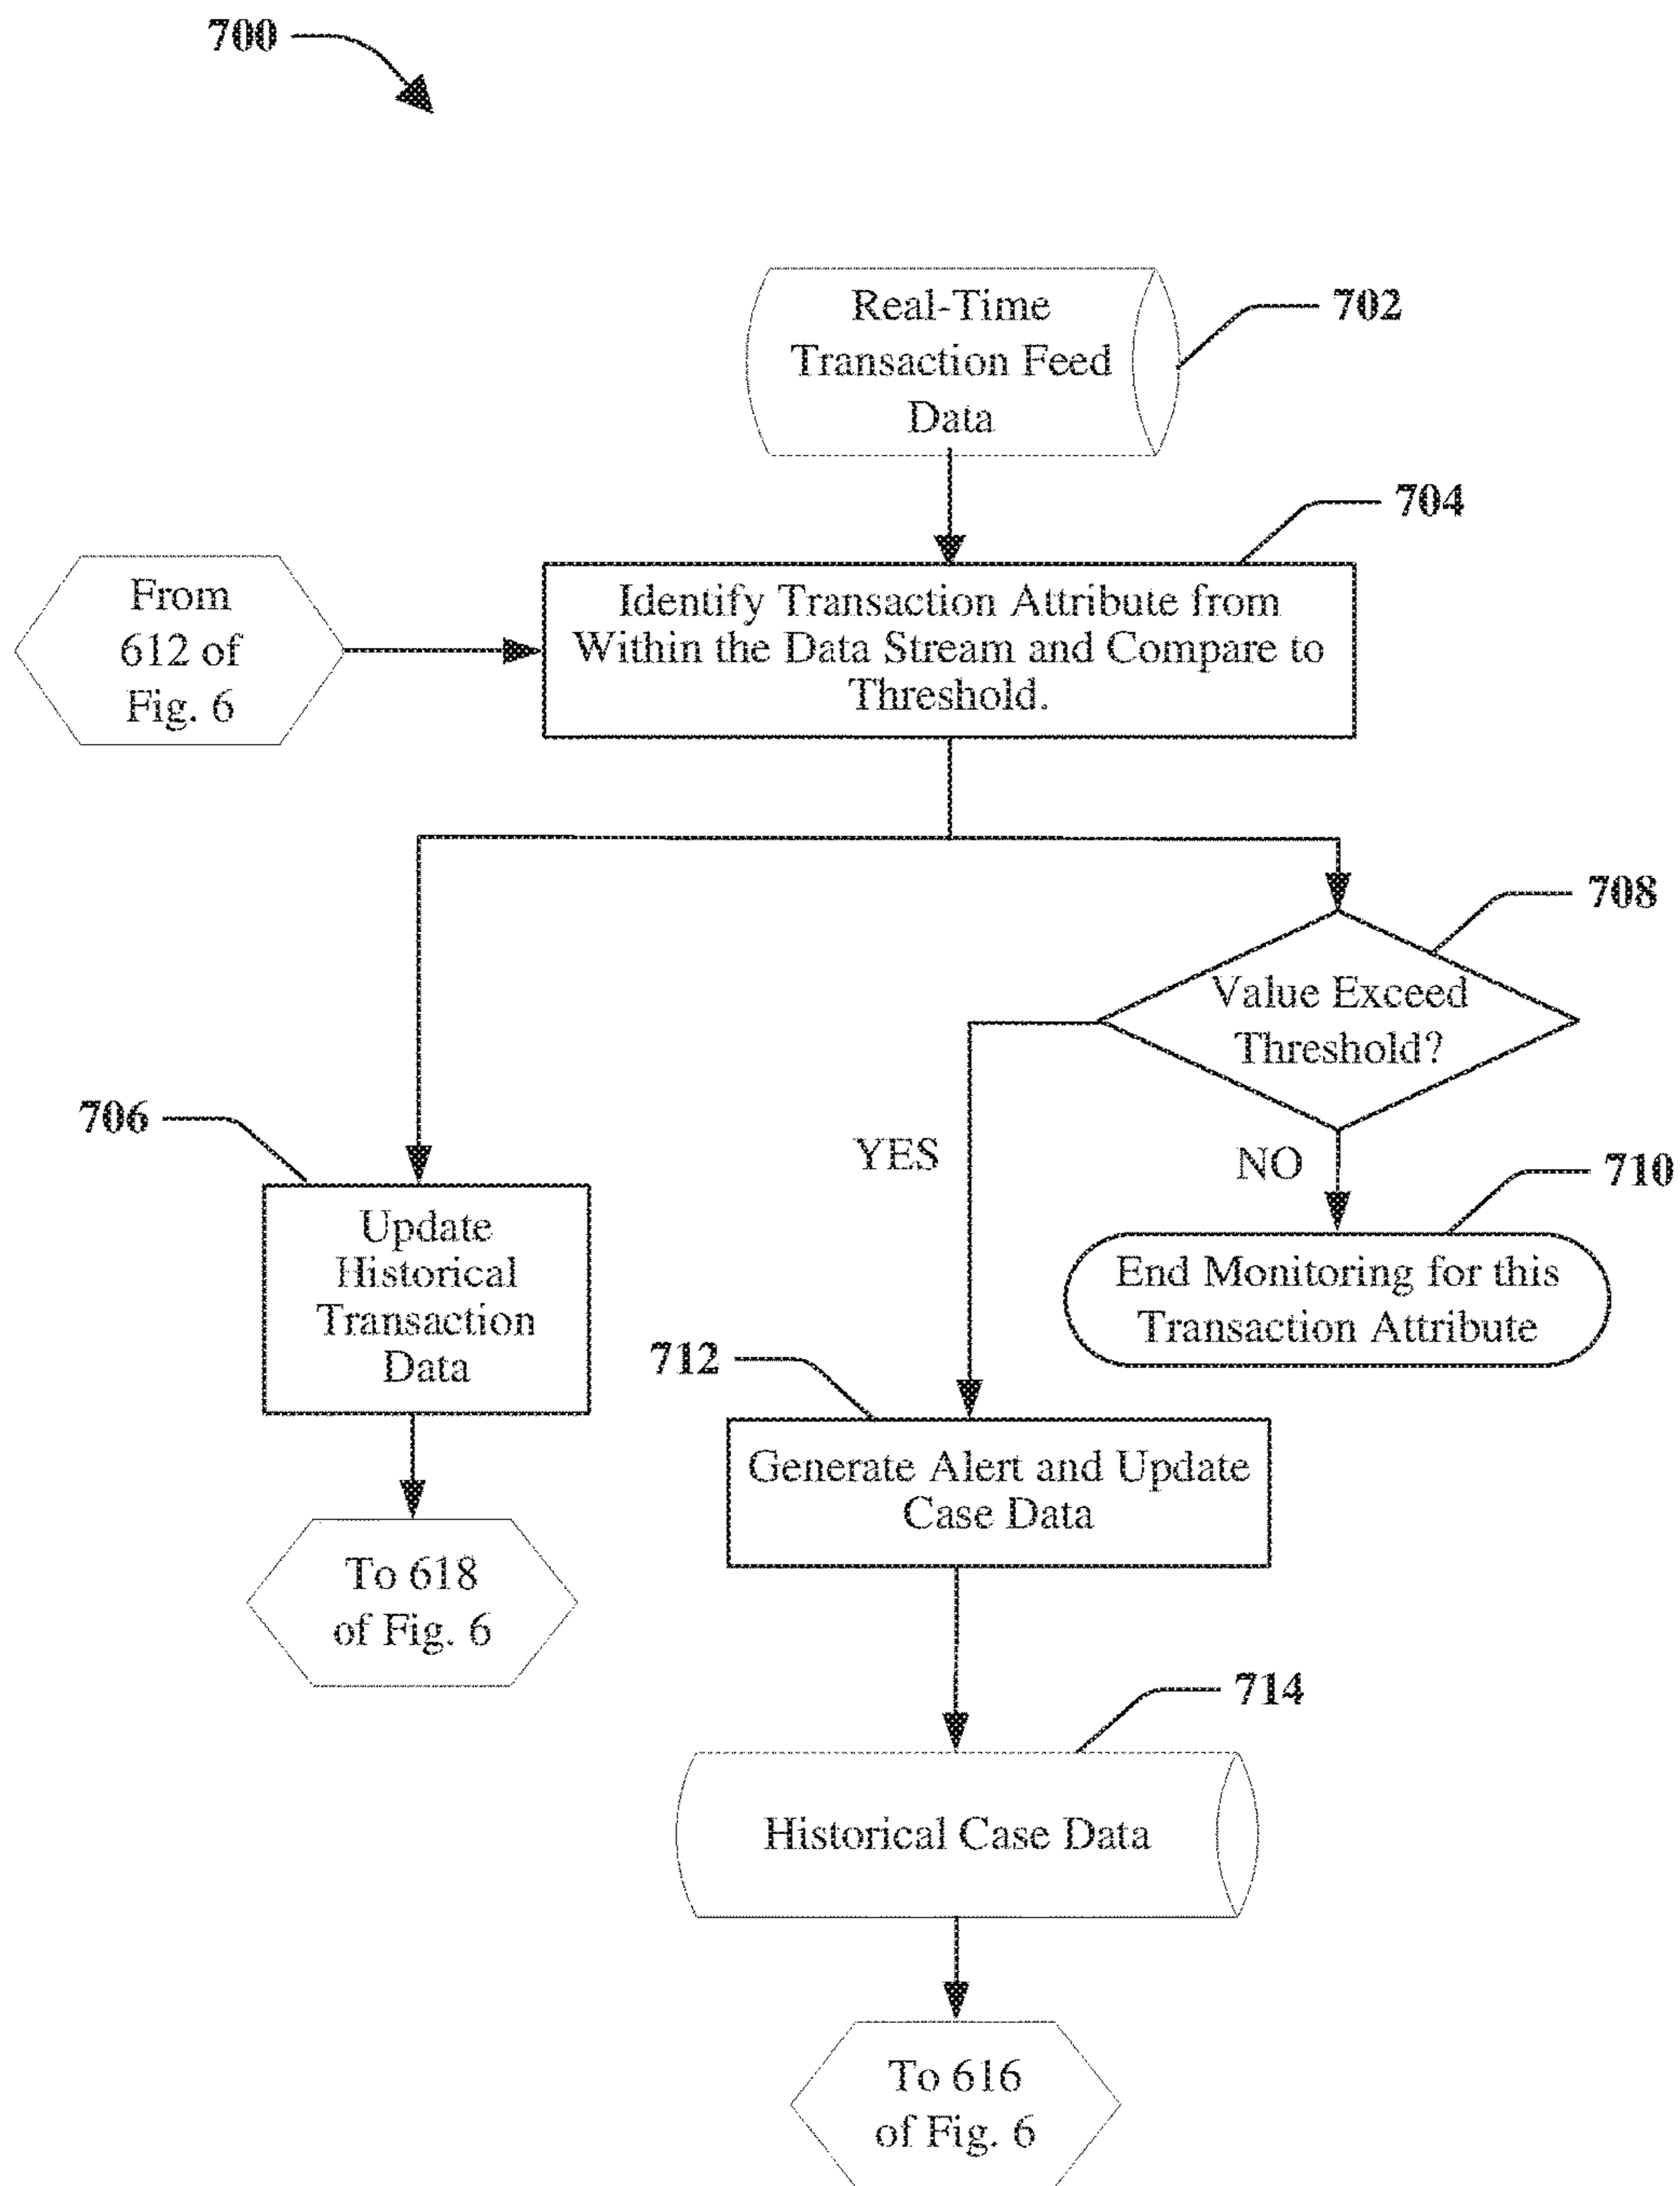 700
Real-Time
Transaction Feed
Data
702
704
From
612 of
Fig. 6
Identify Transaction Attribute from
Within the Data Stream and Compare to
Threshold.
708
Value Exceed
Threshold?
706
YES
NO
710
Update
Historical
Transaction
Data
End Monitoring for this
Transaction Attribute
712
Generate Alert and Update
Case Data
To 618
of Fig. 6
714
Historical Case Data
To 616
of Fig. 6